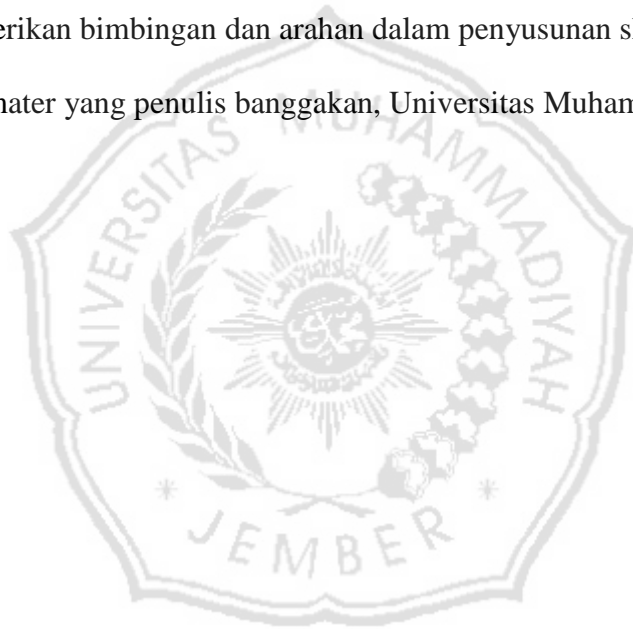 erikan bimbingan dan arahan dalam penyusunan s
nater yang penulis banggakan, Universitas Muham
UNIVERSITAS MUHAMMADIYAH
JEMBER